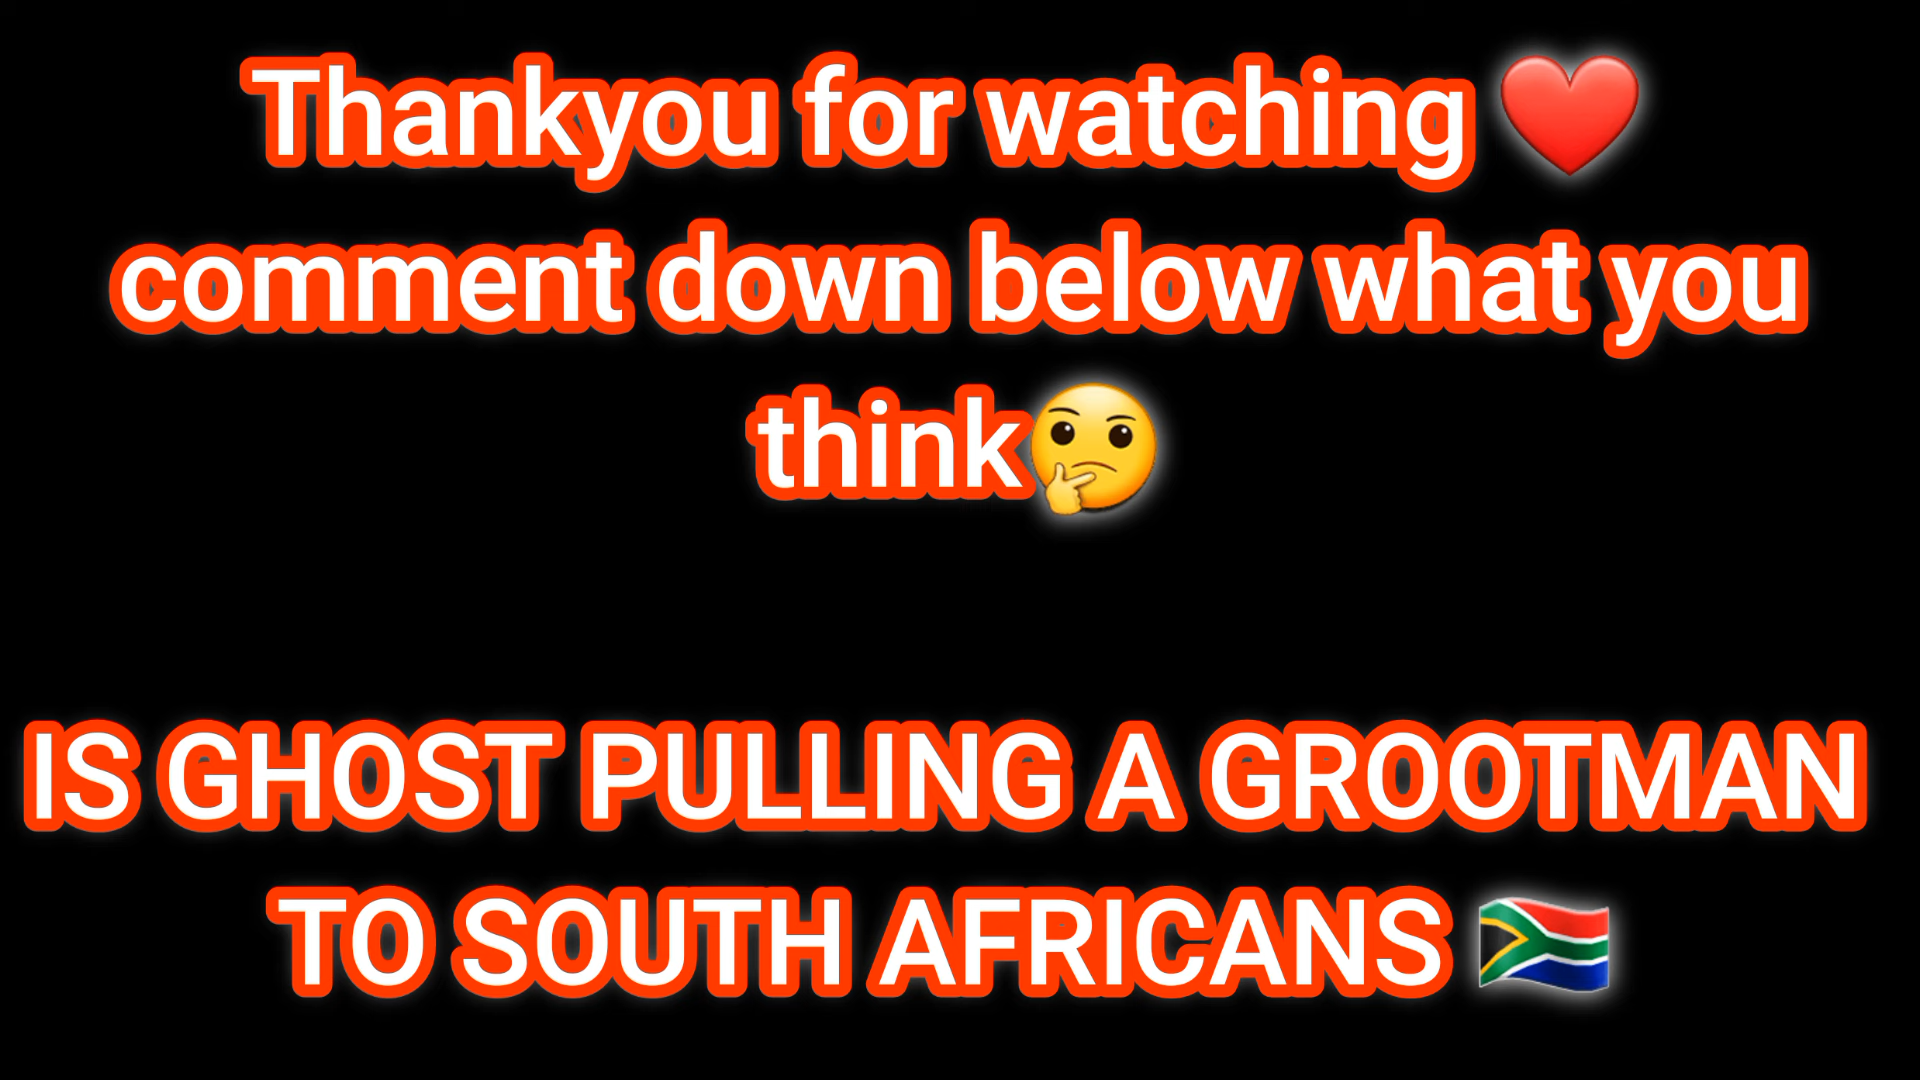 Thankyou for watching ❤️
comment down below what you
think🤔
IS GHOST PULLING A GROOTMAN
TO SOUTH AFRICANS 🇿🇦